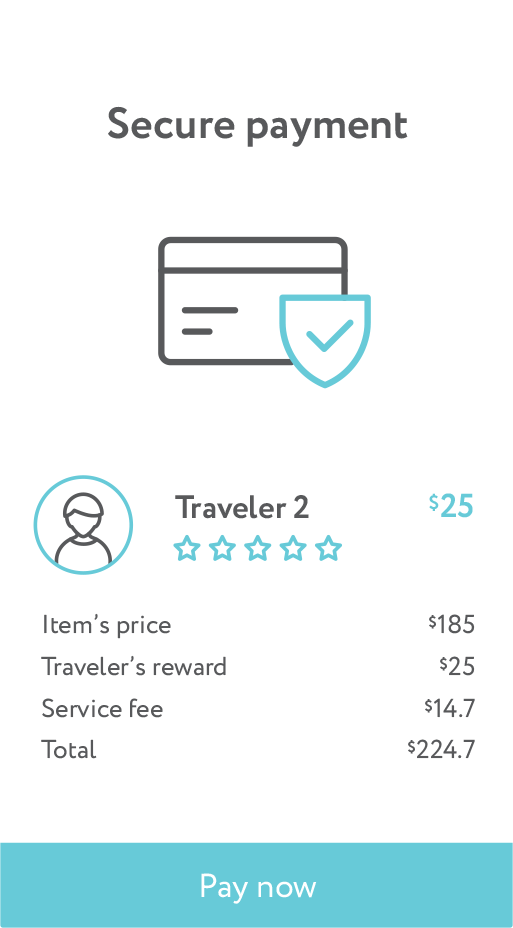 Secure payment
Traveler 2 $25
Item’s price $185
Traveler’s reward $25
Service fee $14.7
Total $224.7
Pay now